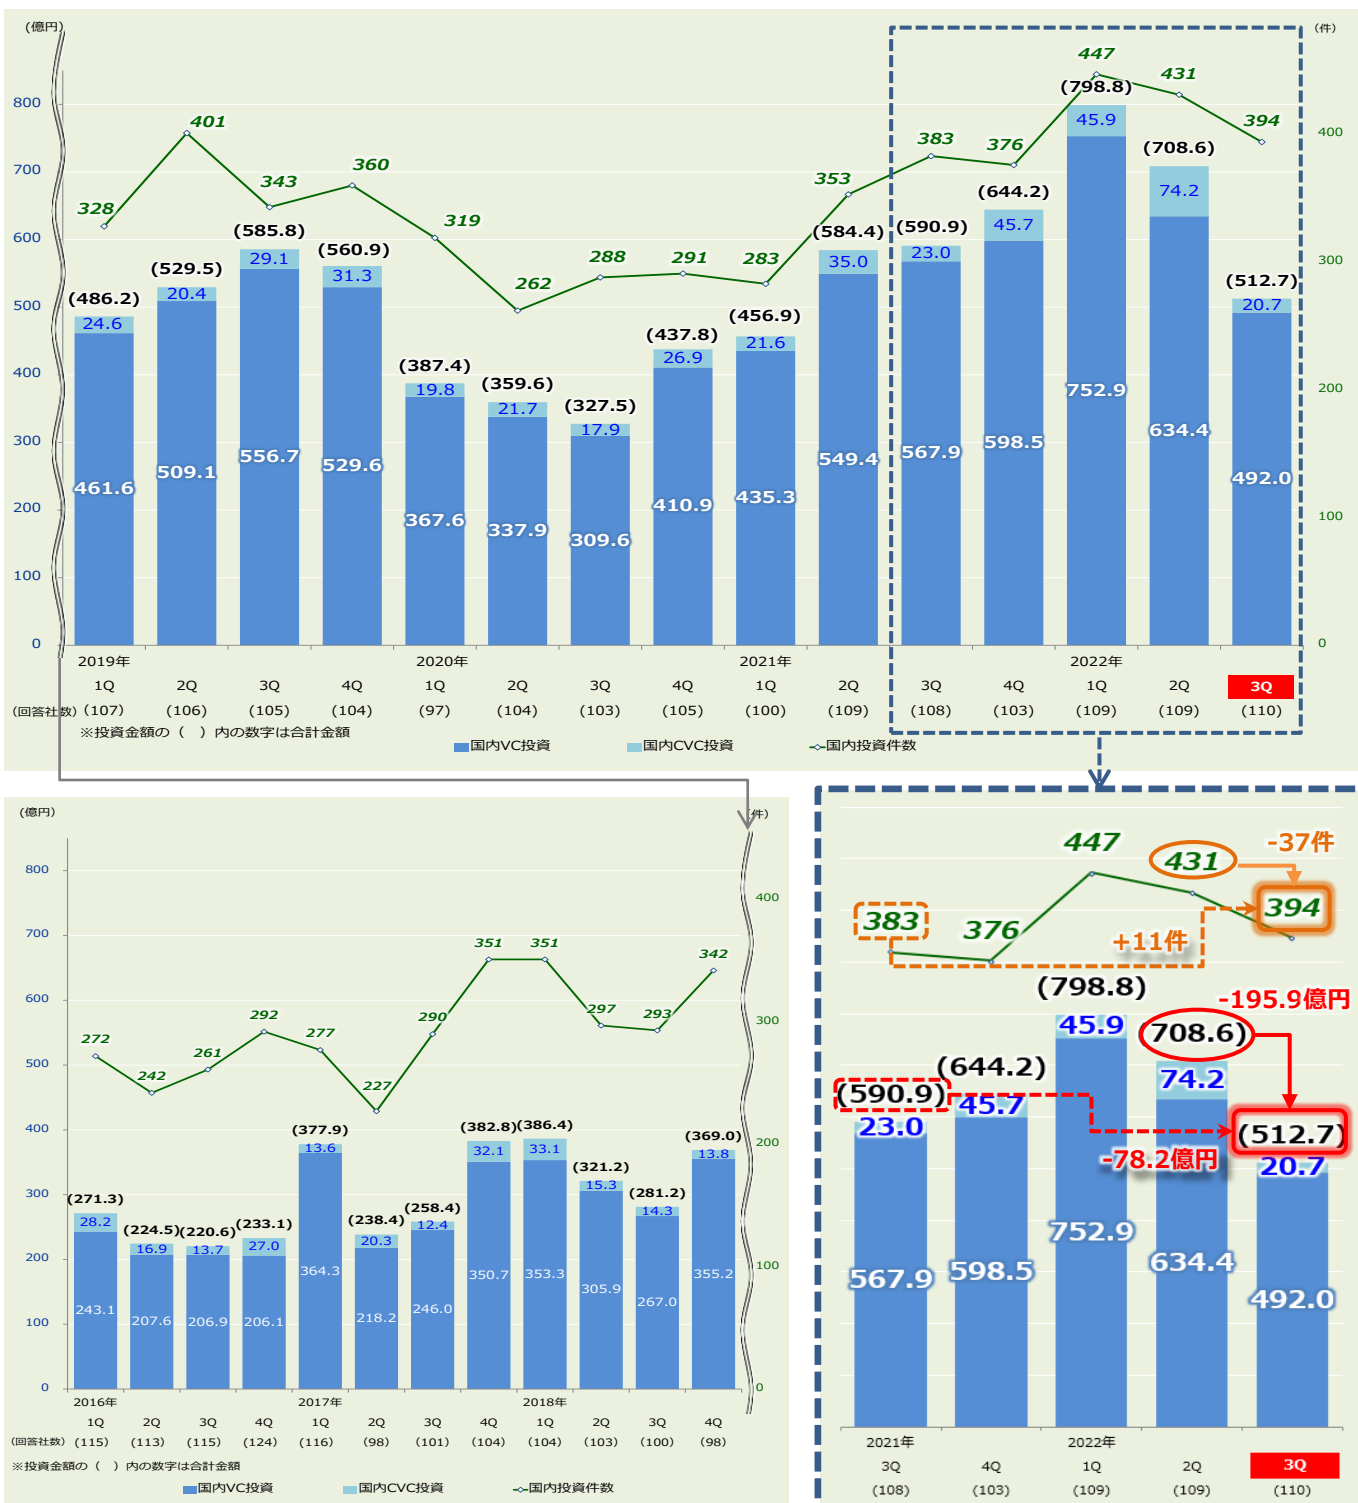 (億円)
(件)
447
431
394
401
383
376
360
353
343
328
319
291
288
283
262
(798.8)
(708.6)
(644.2)
(590.9)
(585.8)
(584.4)
(560.9)
(529.5)
(512.7)
(486.2)
(456.9)
(437.8)
(387.4)
(359.6)
(327.5)
24.6 20.4 29.1 31.3 19.8 21.7 17.9 26.9 21.6 35.0 23.0 45.7 45.9 74.2 20.7
461.6 509.1 556.7 529.6 367.6 337.9 309.6 410.9 435.3 549.4 567.9 598.5 752.9 634.4 492.0
800
700
600
500
400
300
200
100
0
400
300
200
100
0
2019年 2020年 2021年 2022年
1Q 2Q 3Q 4Q 1Q 2Q 3Q 4Q 1Q 2Q 3Q 4Q 1Q 2Q 3Q
(回答社数) (107) (106) (105) (104) (97) (104) (103) (105) (100) (109) (108) (103) (109) (109) (110)
※投資金額の（ ）内の数字は合計金額
国内VC投資 国内CVC投資 国内投資件数
(億円)
件)
800
700
600
500
400
300
200
100
0
400
300
200
100
0
272 242 261 292 277 227 290 351 351 297 293 342
(271.3) (224.5) (220.6) (233.1) (377.9) (238.4) (258.4) (382.8) (386.4) (321.2) (281.2) (369.0)
28.2 16.9 13.7 27.0 13.6 20.3 12.4 32.1 33.1 15.3 14.3 13.8
243.1 207.6 206.9 206.1 364.3 218.2 246.0 350.7 353.3 305.9 267.0 355.2
2016年 2017年 2018年
1Q 2Q 3Q 4Q 1Q 2Q 3Q 4Q 1Q 2Q 3Q 4Q
(回答社数) (115) (113) (115) (124) (116) (98) (101) (104) (104) (103) (100) (98)
※投資金額の（ ）内の数字は合計金額
国内VC投資 国内CVC投資 国内投資件数
-37件
447
431
394
383
376
+11件
(798.8)
-195.9億円
(708.6)
(644.2)
(590.9)
(512.7)
-78.2億円
23.0 45.7 45.9 74.2 20.7
567.9 598.5 752.9 634.4 492.0
2021年 2022年
3Q 4Q 1Q 2Q 3Q
(108) (103) (109) (109) (110)